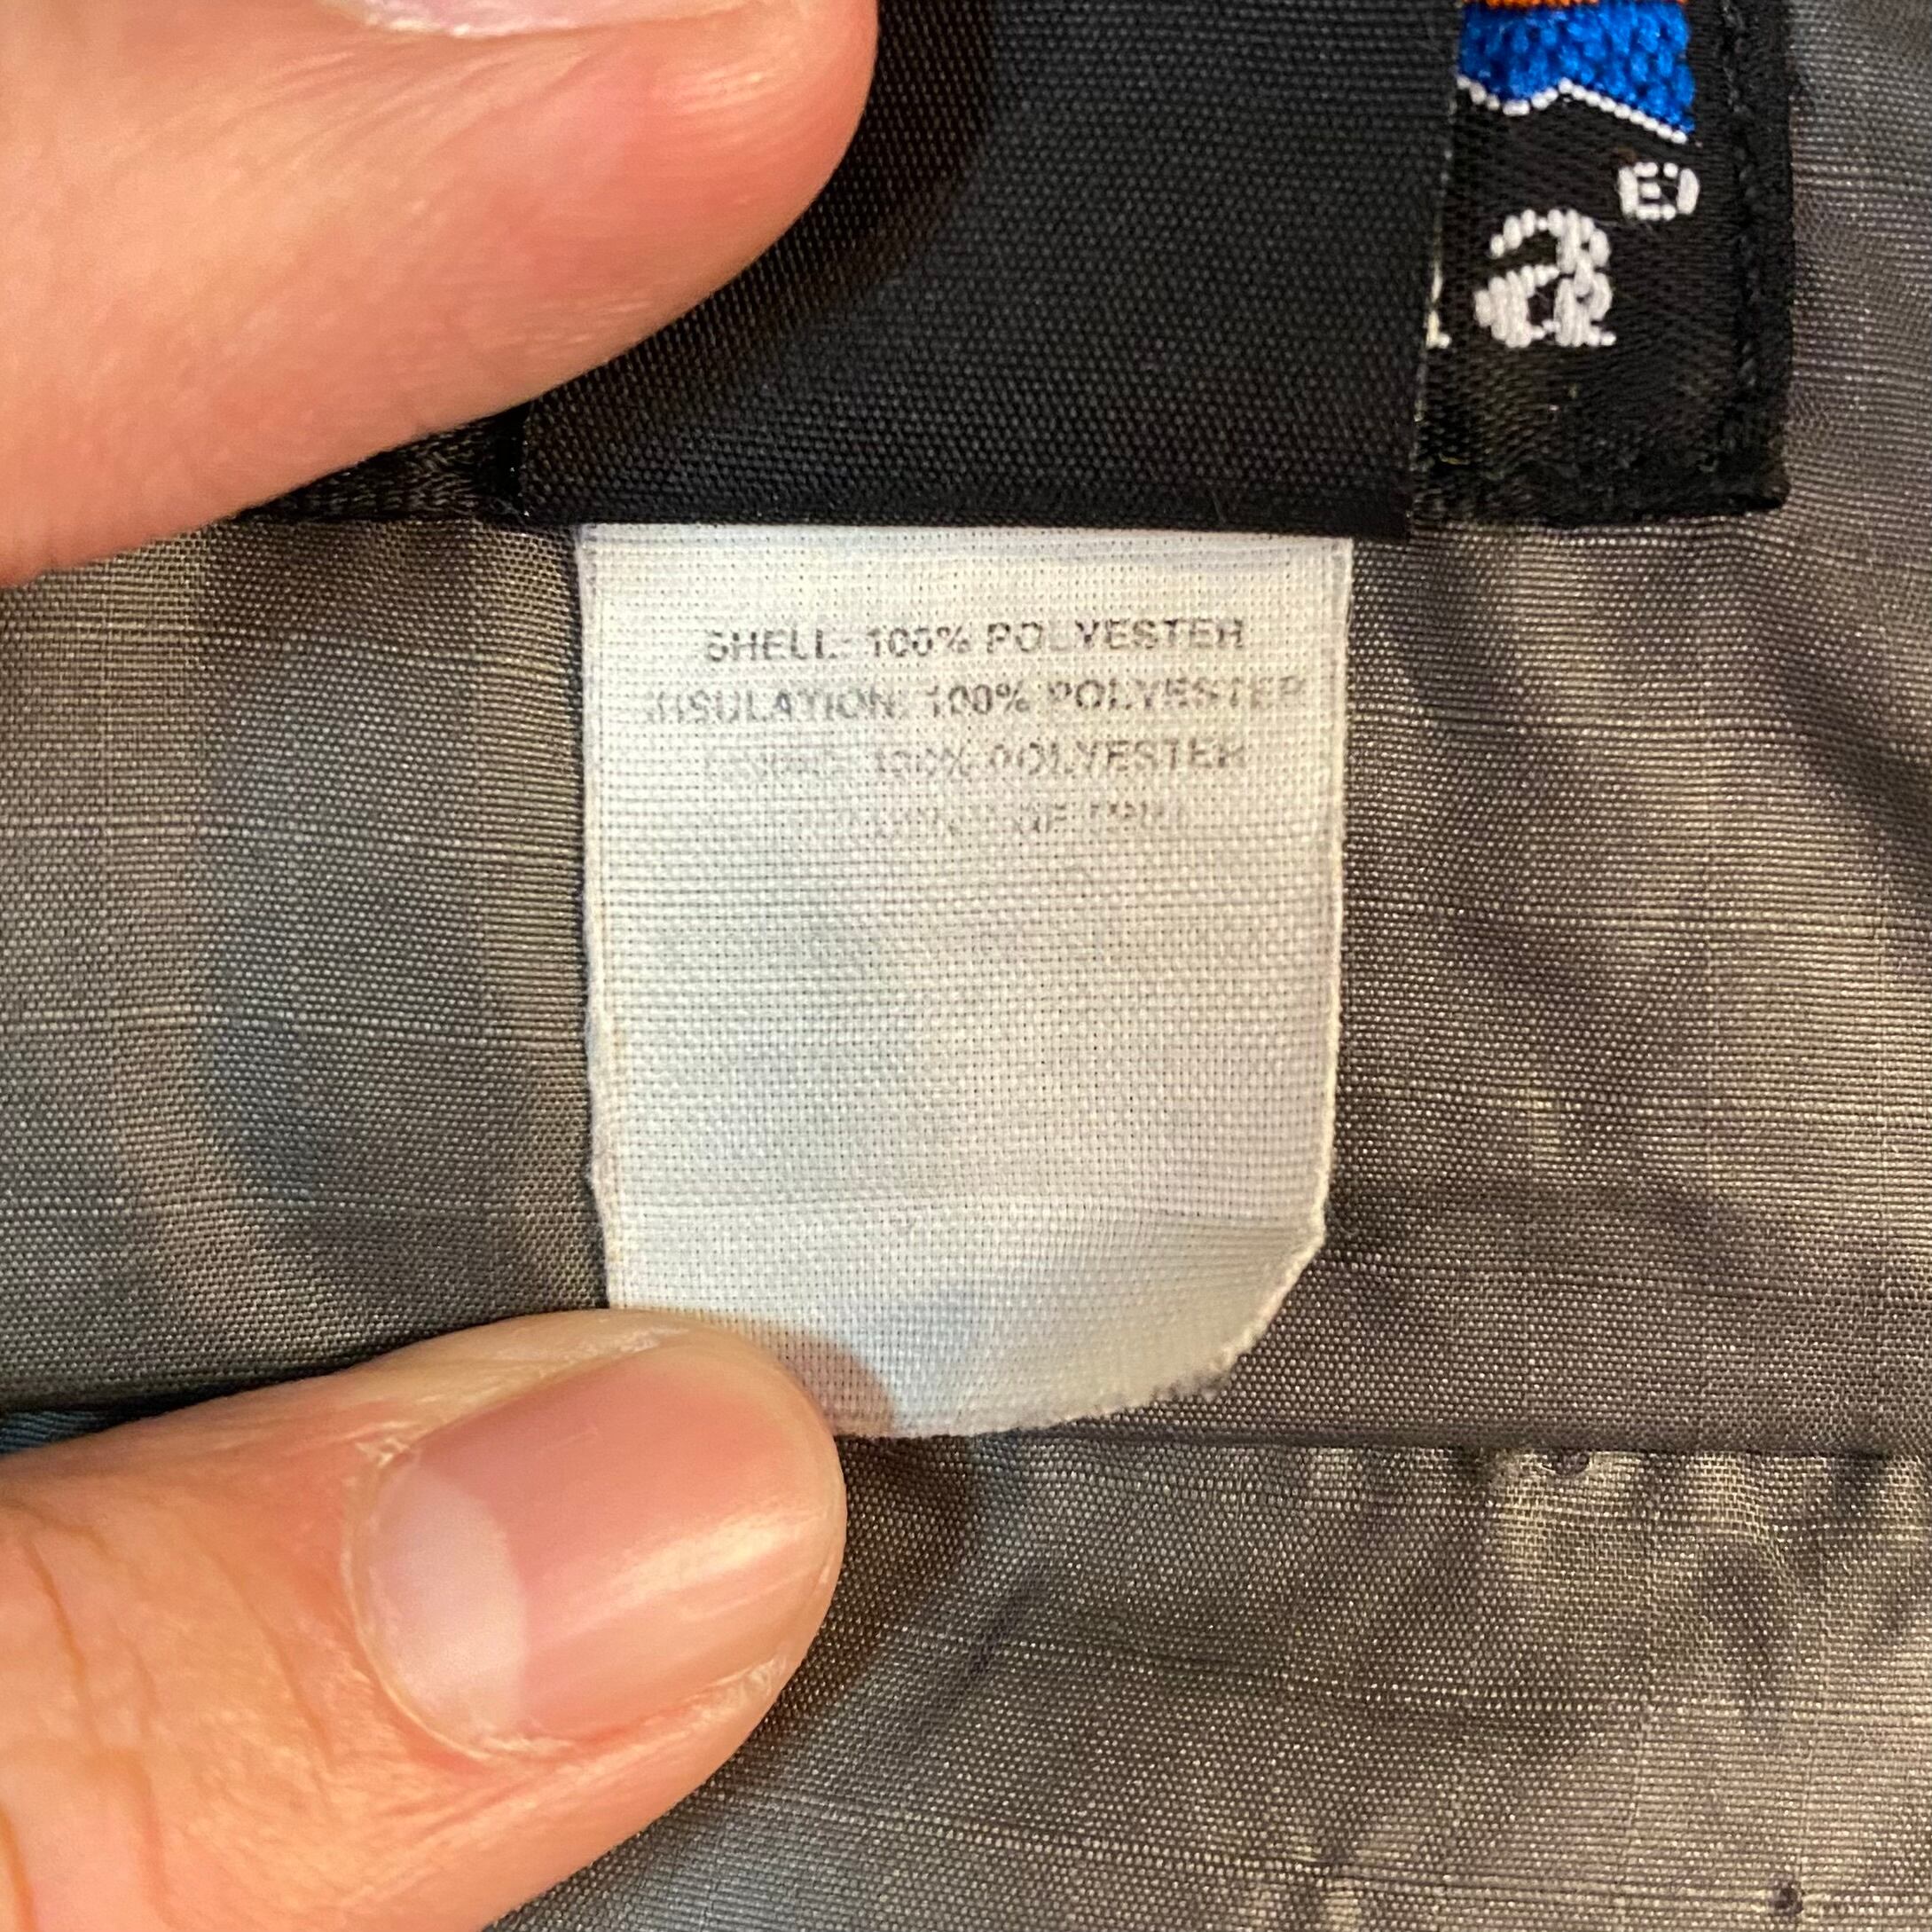 a®
SHELL: 100% POLYESTER
INSULATION: 100% POLYESTER
100% POLYESTER